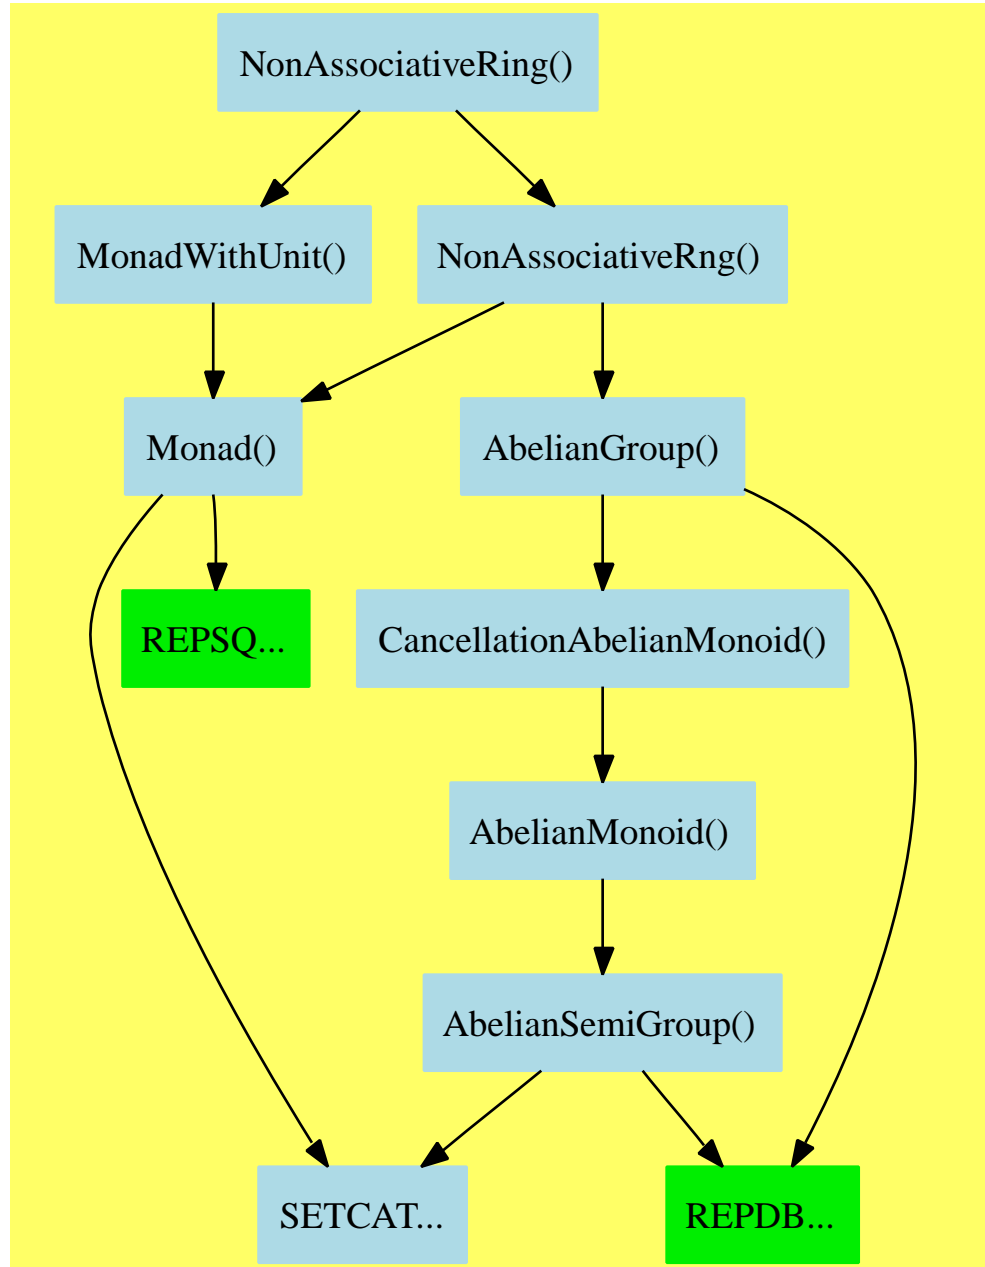 NonAssociativeRing()
MonadWithUnit()
NonAssociativeRng()
Monad()
AbelianGroup()
REPSQ...
CancellationAbelianMonoid()
AbelianMonoid()
AbelianSemiGroup()
SETCAT...
REPDB...